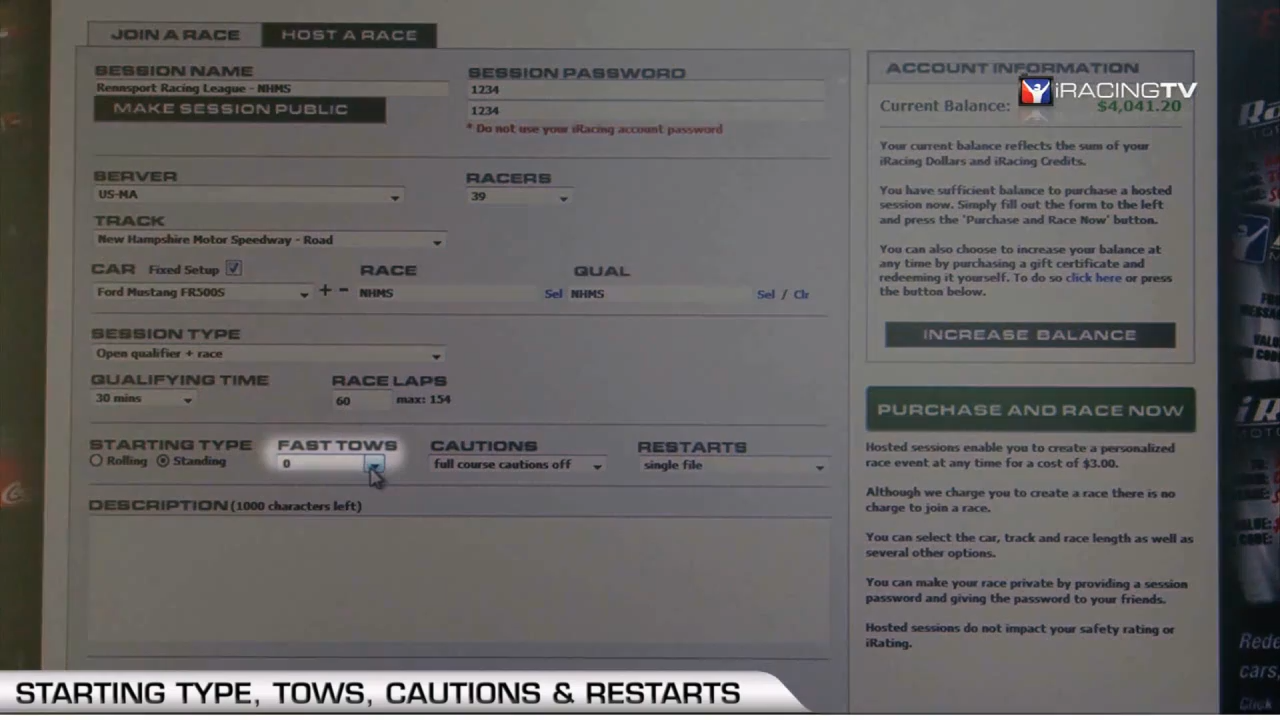 JOIN A RACE
HOST A RACE
SESSION NAME
Rennsport Racing League - NHMS
MAKE SESSION PUBLIC
SESSION PASSWORD
1234
1234
* Do not use your iRacing account password
SERVER
US-MA
RACERS
39
TRACK
New Hampshire Motor Speedway - Road
CAR Fixed Setup
Ford Mustang FR500S
+ -
RACE
NHMS Sel
QUAL
NHMS Sel / Clr
SESSION TYPE
Open qualifier + race
QUALIFYING TIME
30 mins
RACE LAPS
60 max: 154
STARTING TYPE
Rolling Standing
FAST TOWS
0
CAUTIONS
full course cautions off
RESTARTS
single file
DESCRIPTION (1000 characters left)
ACCOUNT INFORMATION
iRACINGTV
Current Balance: $4,041.20
Your current balance reflects the sum of your
iRacing Dollars and iRacing Credits.
You have sufficient balance to purchase a hosted
session now. Simply fill out the form to the left
and press the 'Purchase and Race Now' button.
You can also choose to increase your balance at
any time by purchasing a gift certificate and
redeeming it yourself. To do so click here or press
the button below.
INCREASE BALANCE
PURCHASE AND RACE NOW
Hosted sessions enable you to create a personalized
race event at any time for a cost of $3.00.
Although we charge you to create a race there is no
charge to join a race.
You can select the car, track and race length as well as
several other options.
You can make your race private by providing a session
password and giving the password to your friends.
Hosted sessions do not impact your safety rating or
iRating.
cars,
Click
STARTING TYPE, TOWS, CAUTIONS & RESTARTS